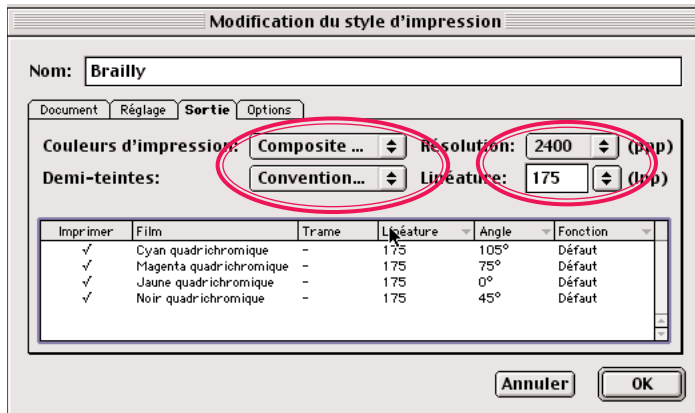 Modification du style d'impression
Nom: Brailly
Document Réglage Sortie Options
Couleurs d'impression: Composite ... Résolution: 2400 (ppp)
Demi-teintes: Convention... Linéature: 175 (lpp)
Imprimer Film Trame Linéature Angle Fonction
√ Cyan quadrichromique - 175 105° Défaut
√ Magenta quadrichromique - 175 75° Défaut
√ Jaune quadrichromique - 175 0° Défaut
√ Noir quadrichromique - 175 45° Défaut
Annuler OK